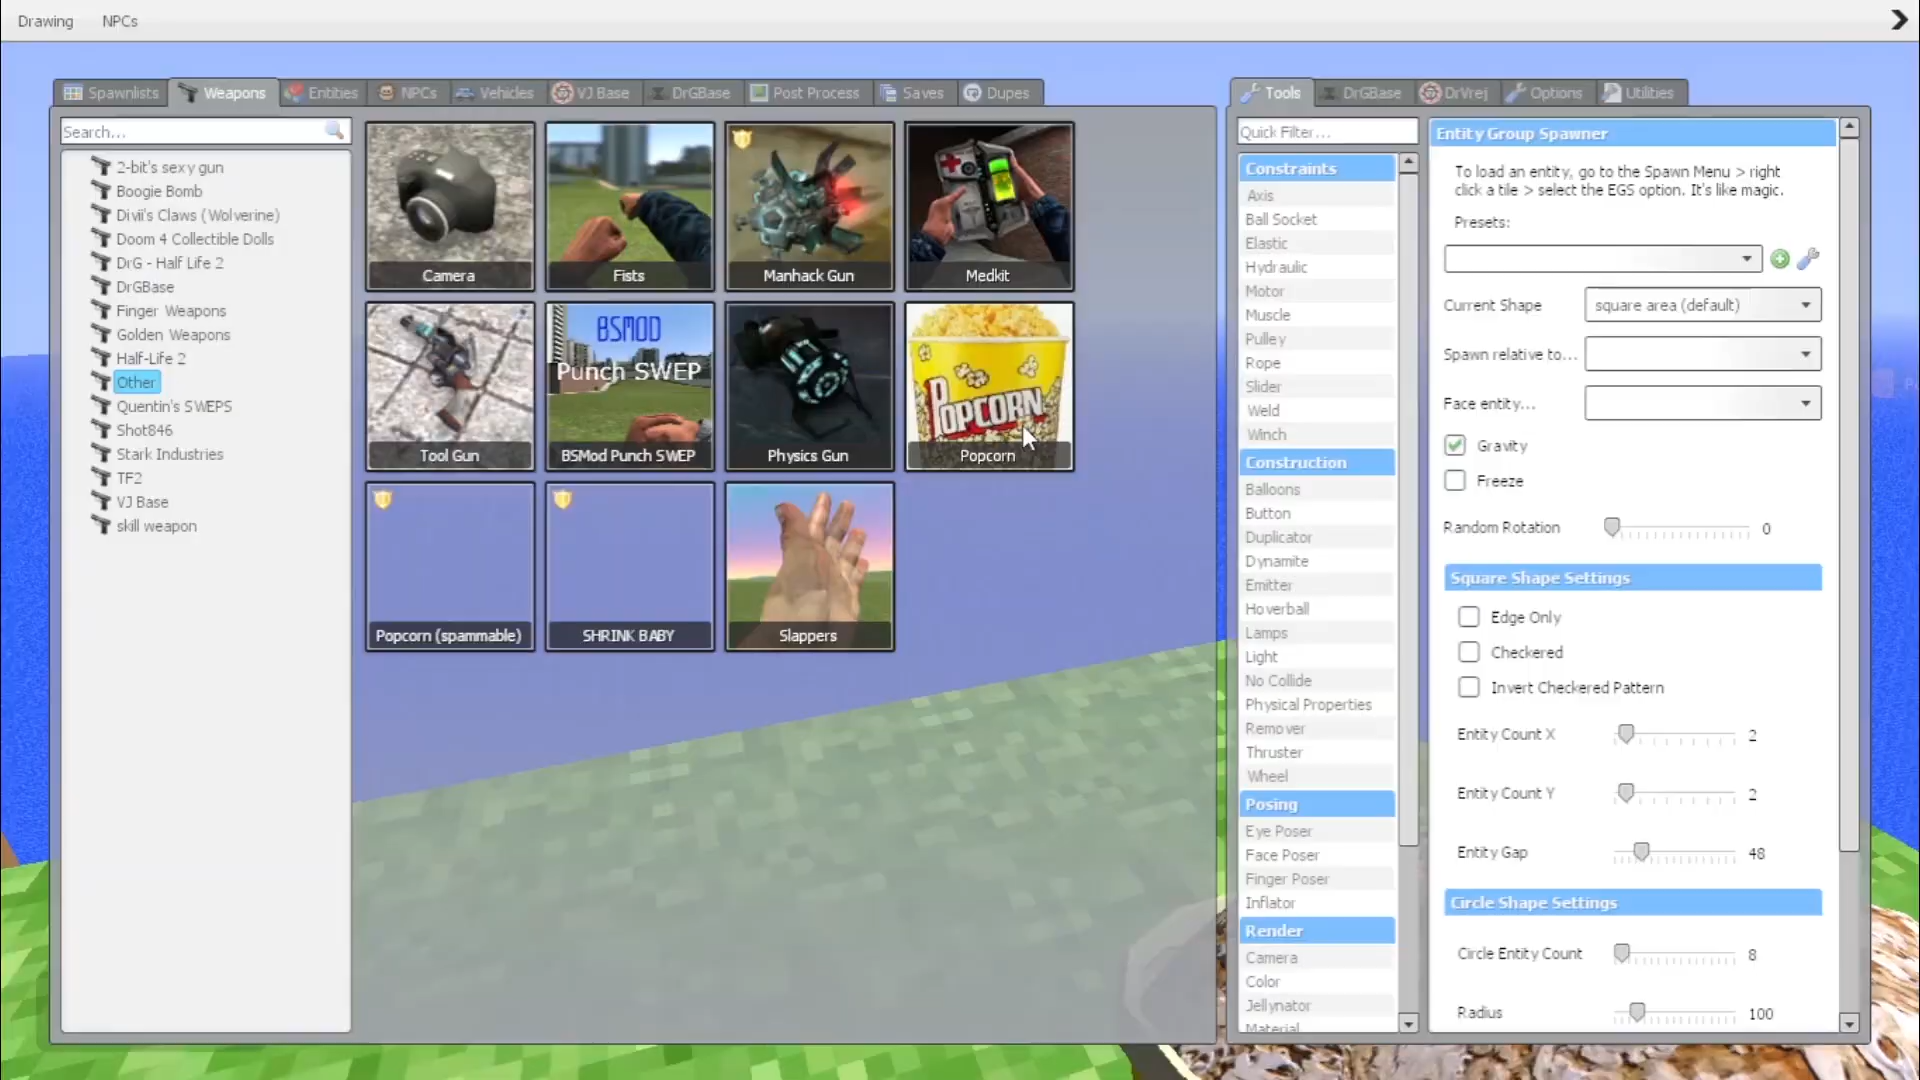 Drawing NPCs
Spawnlists Weapons Entities NPCs Vehicles VJ Base DrGBase Post Process Saves Dupes
Search...
2-bit's sexy gun
Boogie Bomb
Divii's Claws (Wolverine)
Doom 4 Collectible Dolls
DrG - Half Life 2
DrGBase
Finger Weapons
Golden Weapons
Half-Life 2
Other
Quentin's SWEPS
Shot846
Stark Industries
TF2
VJ Base
skill weapon
Camera
Fists
Manhack Gun
Medkit
Tool Gun
BSMOD
Punch SWEP
BSMod Punch SWEP
Physics Gun
POPCORN
Popcorn
Popcorn (spammable)
SHRINK BABY
Slappers
Tools DrGBase DrVrej Options Utilities
Quick Filter...
Constraints
Axis
Ball Socket
Elastic
Hydraulic
Motor
Muscle
Pulley
Rope
Slider
Weld
Winch
Construction
Balloons
Button
Duplicator
Dynamite
Emitter
Hoverball
Lamps
Light
No Collide
Physical Properties
Remover
Thruster
Wheel
Posing
Eye Poser
Face Poser
Finger Poser
Inflator
Render
Camera
Color
Jellynator
Material
Entity Group Spawner
To load an entity, go to the Spawn Menu > right
click a tile > select the EGS option. It's like magic.
Presets:
Current Shape square area (default)
Spawn relative to...
Face entity...
Gravity
Freeze
Random Rotation 0
Square Shape Settings
Edge Only
Checkered
Invert Checkered Pattern
Entity Count X 2
Entity Count Y 2
Entity Gap 48
Circle Shape Settings
Circle Entity Count 8
Radius 100